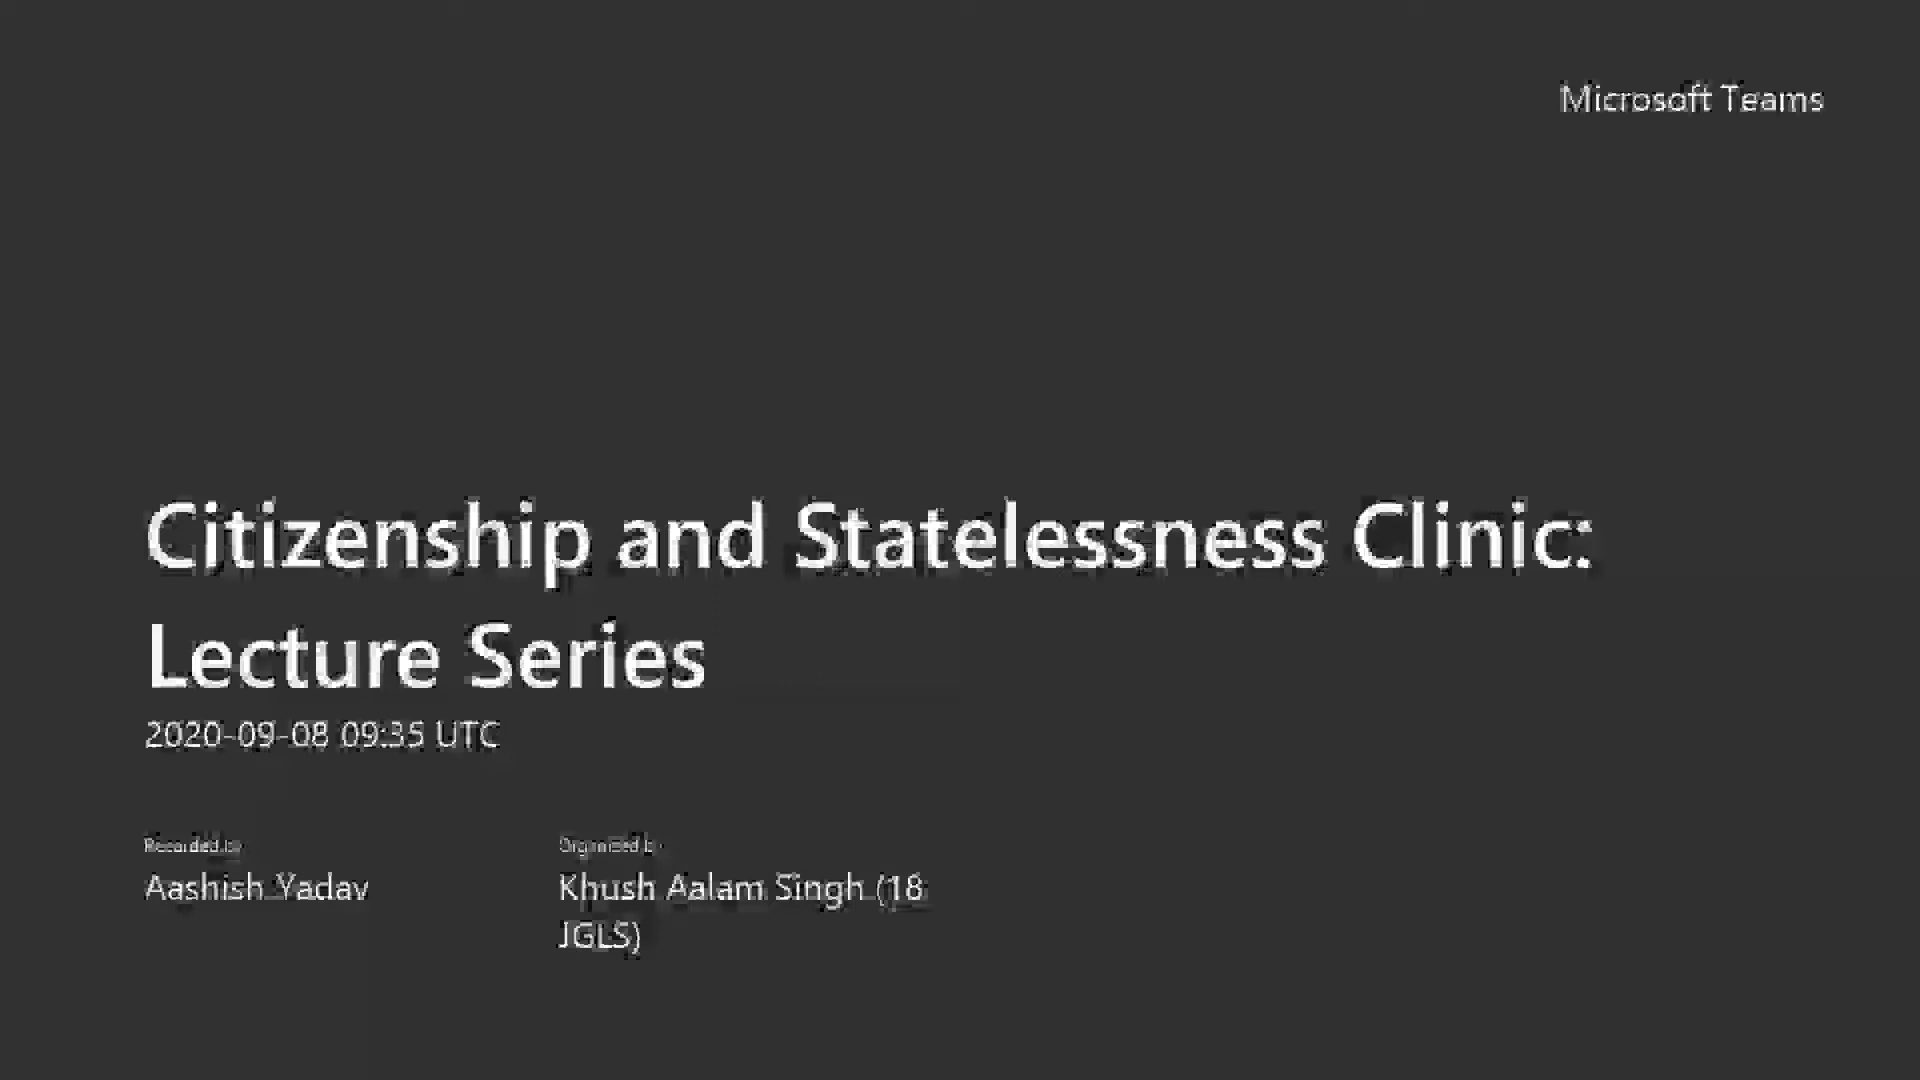 Microsoft Teams
Citizenship and Statelessness Clinic:
Lecture Series
2020-09-08 09:35 UTC
Recorded by
Organized by
Aashish Yadav
Khush Aalam Singh (18
JGLS)